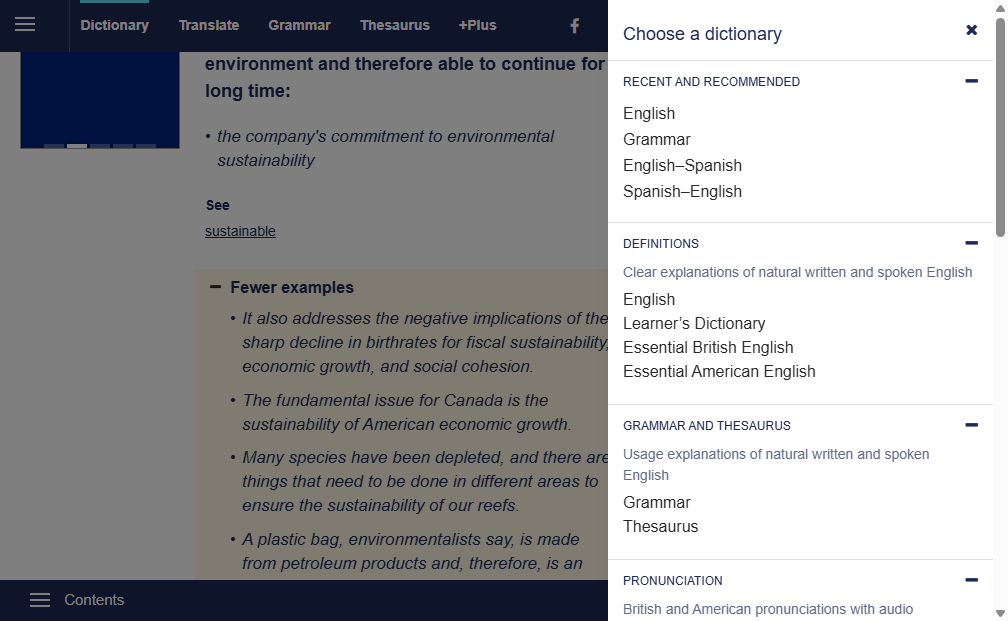 Dictionary
Translate
Grammar
Thesaurus
+Plus
environment and therefore able to continue for
long time:
• the company's commitment to environmental
sustainability
See
sustainable
Fewer examples
• It also addresses the negative implications of the
sharp decline in birthrates for fiscal sustainability,
economic growth, and social cohesion.
• The fundamental issue for Canada is the
sustainability of American economic growth.
• Many species have been depleted, and there are
things that need to be done in different areas to
ensure the sustainability of our reefs.
• A plastic bag, environmentalists say, is made
from petroleum products and, therefore, is an
Contents
Choose a dictionary
RECENT AND RECOMMENDED
English
Grammar
English–Spanish
Spanish–English
DEFINITIONS
Clear explanations of natural written and spoken English
English
Learner’s Dictionary
Essential British English
Essential American English
GRAMMAR AND THESAURUS
Usage explanations of natural written and spoken
English
Grammar
Thesaurus
PRONUNCIATION
British and American pronunciations with audio